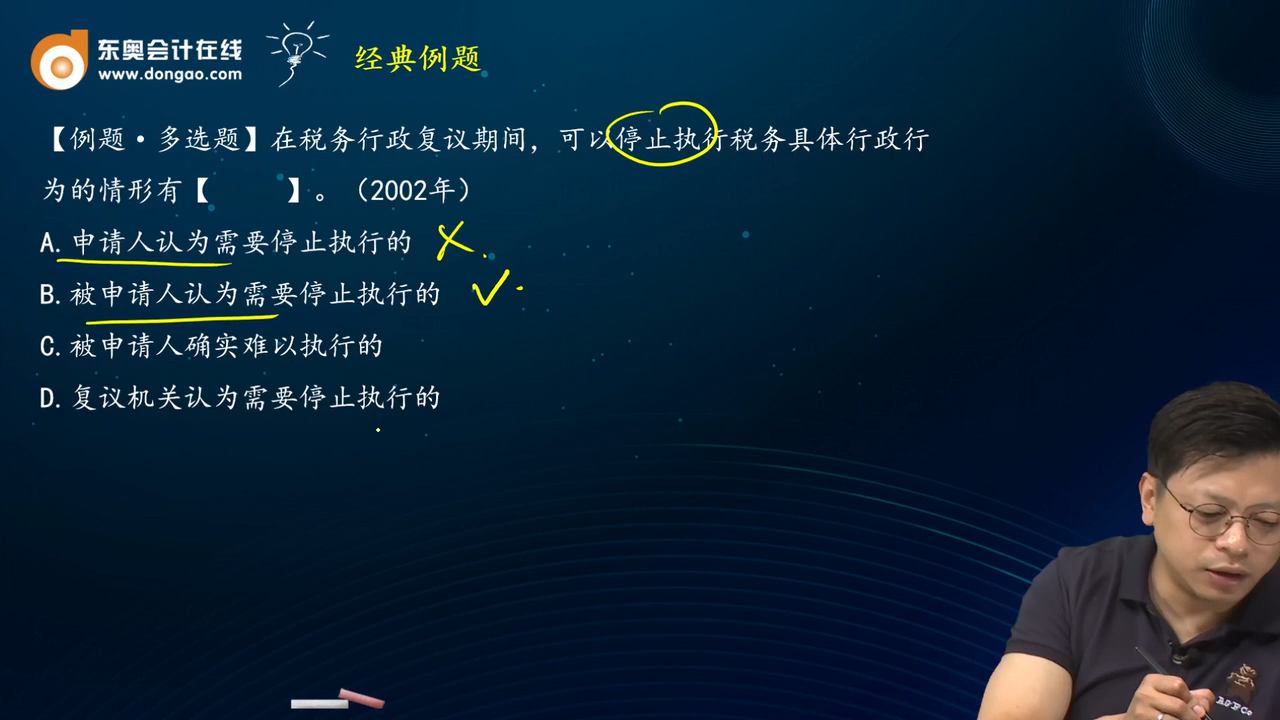 东奥会计在线
www.dongao.com
经典例题
【例题·多选题】在税务行政复议期间，可以停止执行税务具体行政行
为的情形有【　　】。（2002年）
A. 申请人认为需要停止执行的
B. 被申请人认为需要停止执行的
C. 被申请人确实难以执行的
D. 复议机关认为需要停止执行的